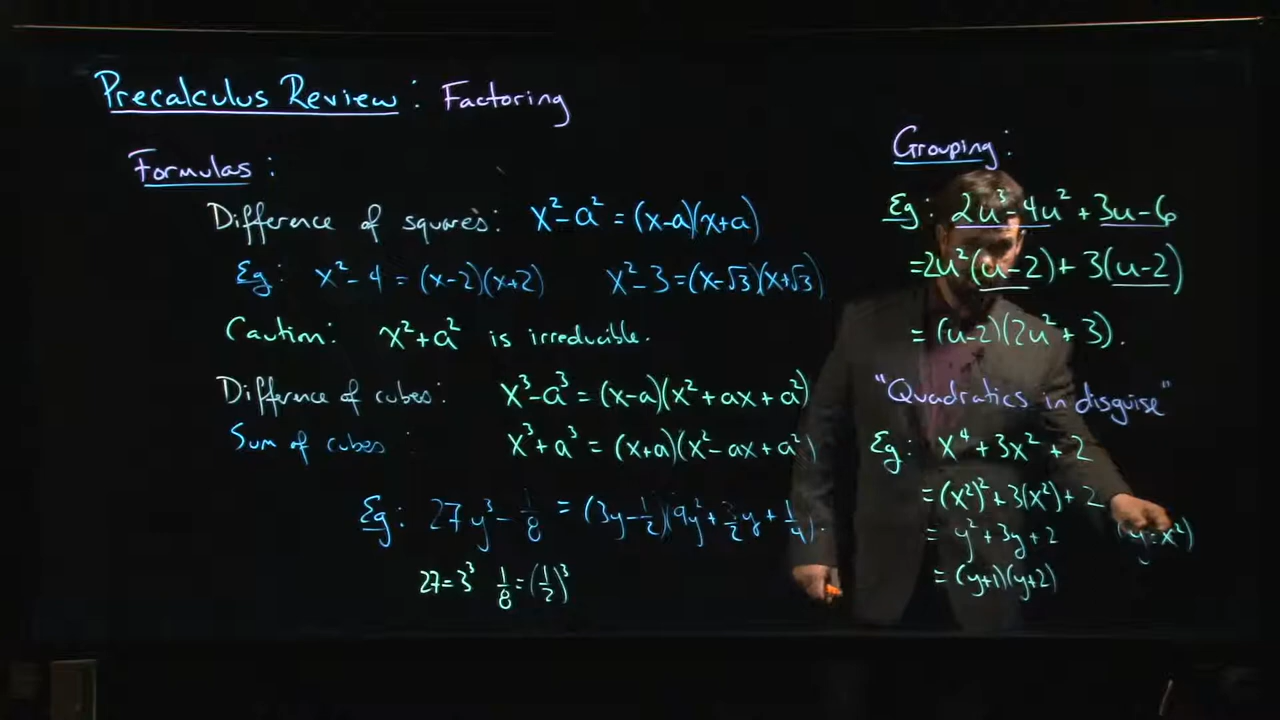 Precalculus Review: Factoring
Formulas:
Difference of squares: x² - a² = (x-a)(x+a)
Eg: x² - 4 = (x-2)(x+2) x² - 3 = (x-√3)(x+√3)
Caution: x² + a² is irreducible.
Difference of cubes: x³ - a³ = (x-a)(x² + ax + a²)
Sum of cubes: x³ + a³ = (x+a)(x² - ax + a²)
Eg: 27y³ - 1/8 = (3y - 1/2)(9y² + 3/2 y + 1/4).
27 = 3³ 1/8 = (1/2)³
Grouping:
Eg: 2u³ - 4u² + 3u - 6
= 2u²(u-2) + 3(u-2)
= (u-2)(2u² + 3).
"Quadratics in disguise"
Eg: x⁴ + 3x² + 2
= (x²)² + 3(x²) + 2
= y² + 3y + 2 (y = x²)
= (y+1)(y+2)